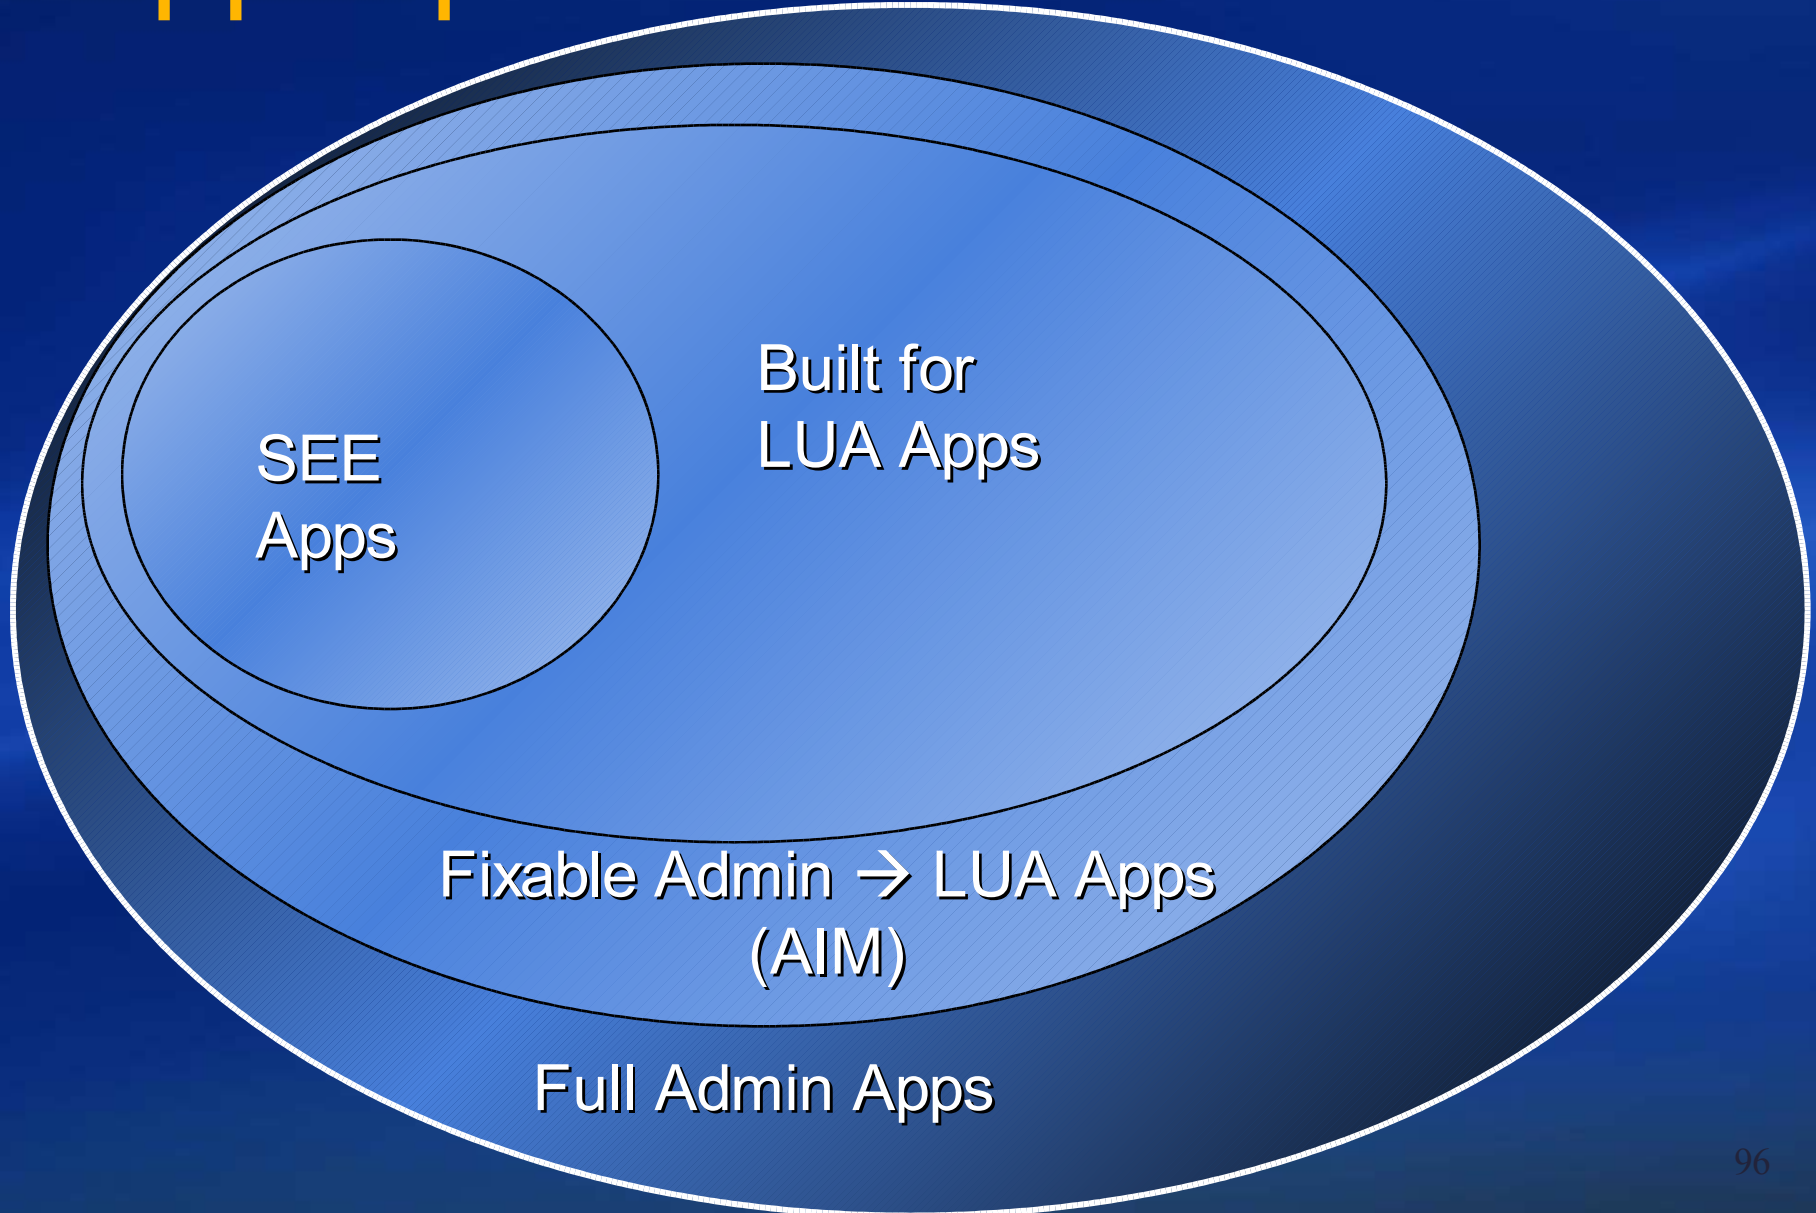 Built for
LUA Apps
SEE
Apps
Fixable Admin → LUA Apps
(AIM)
Full Admin Apps
96